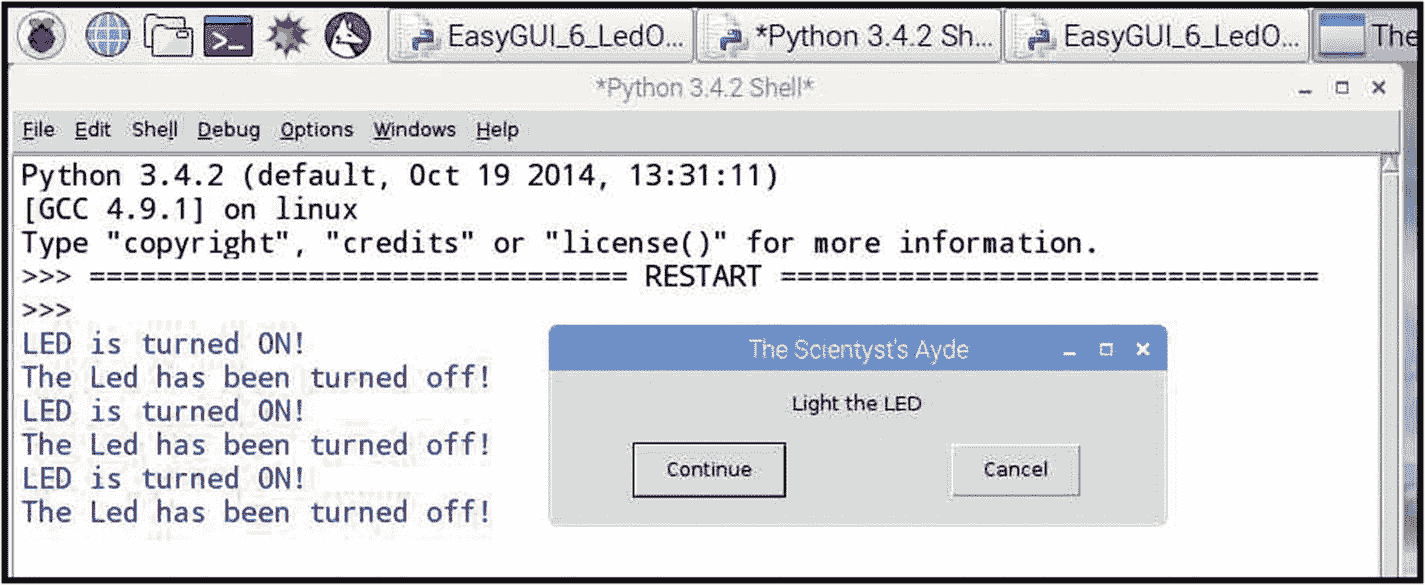 EasyGUI_6_LedO... *Python 3.4.2 Sh... EasyGUI_6_LedO... The
*Python 3.4.2 Shell*
File Edit Shell Debug Options Windows Help
Python 3.4.2 (default, Oct 19 2014, 13:31:11)
[GCC 4.9.1] on linux
Type "copyright", "credits" or "license()" for more information.
>>> ================================ RESTART ================================
>>>
LED is turned ON!
The Led has been turned off!
LED is turned ON!
The Led has been turned off!
LED is turned ON!
The Led has been turned off!
The Scientyst's Ayde
Light the LED
Continue Cancel